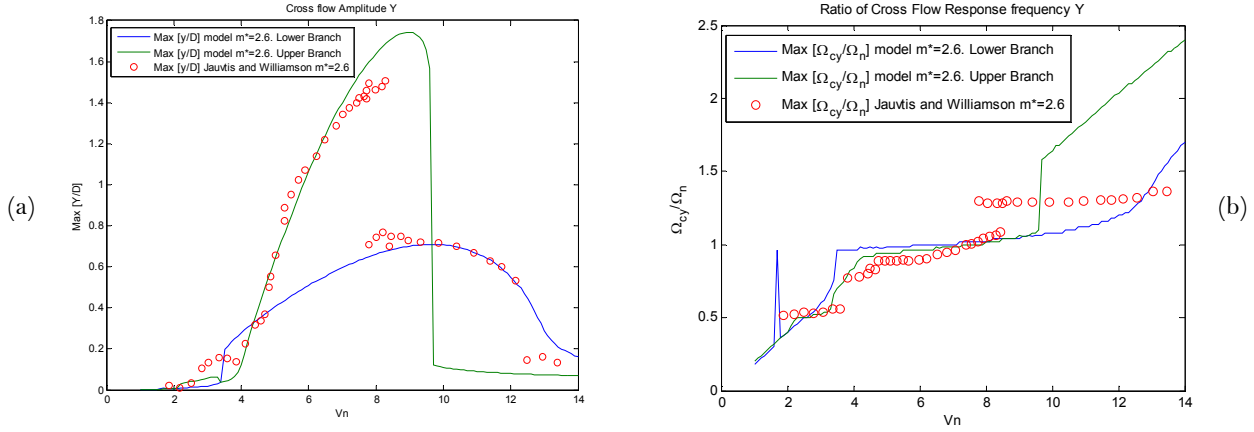 Cross flow Amplitude Y
Max [y/D] model m*=2.6. Lower Branch
Max [y/D] model m*=2.6. Upper Branch
Max [y/D] Jauvtis and Williamson m*=2.6
1.8
1.6
1.4
1.2
1
0.8
0.6
0.4
0.2
0
0 2 4 6 8 10 12 14
Max [Y/D]
Vn
(a)
Ratio of Cross Flow Response frequency Y
Max [Ωcy/Ωn] model m*=2.6. Lower Branch
Max [Ωcy/Ωn] model m*=2.6. Upper Branch
Max [Ωcy/Ωn] Jauvtis and Williamson m*=2.6
2.5
2
1.5
1
0.5
0
0 2 4 6 8 10 12 14
Ωcy/Ωn
Vn
(b)